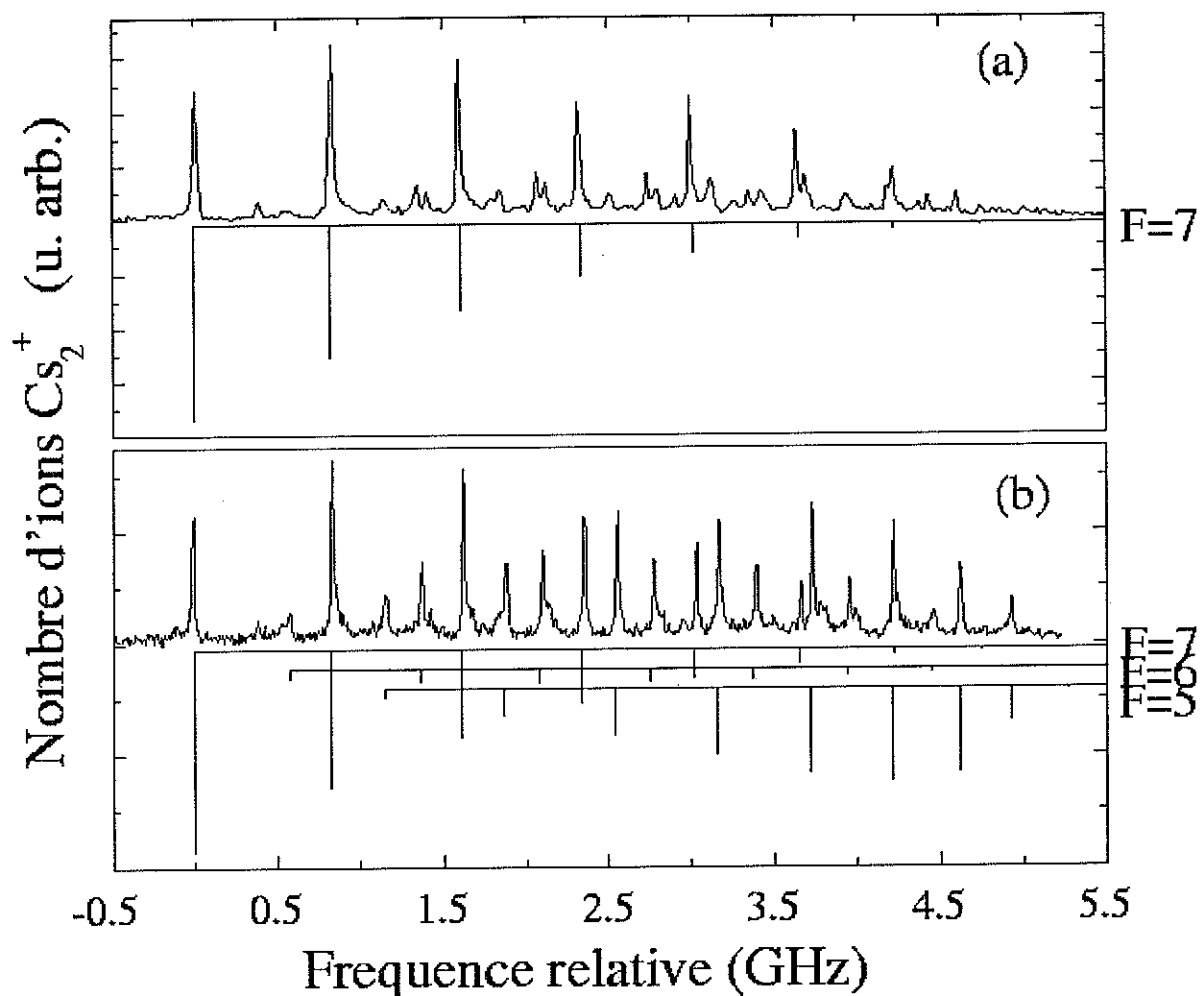 Nombre d'ions Cs₂⁺ (u. arb.)
(a)
F=7
(b)
F=7
F=6
F=5
-0.5 0.5 1.5 2.5 3.5 4.5 5.5
Frequence relative (GHz)